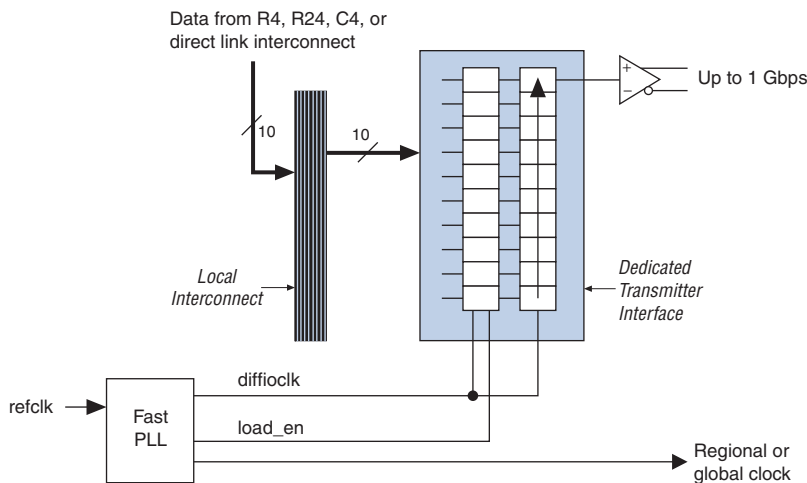 Data from R4, R24, C4, or
direct link interconnect
10
10
+
–
Up to 1 Gbps
Local
Interconnect
Dedicated
Transmitter
Interface
refclk
Fast
PLL
diffioclk
load_en
Regional or
global clock